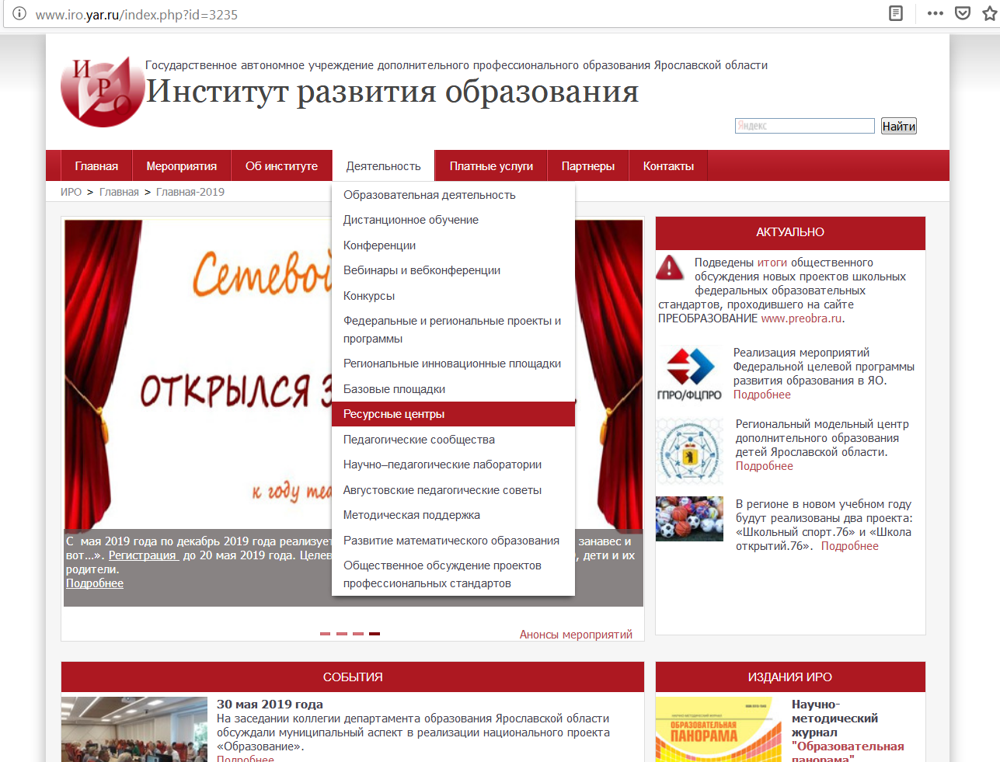 www.iro.yar.ru/index.php?id=3235
И Р О
Государственное автономное учреждение дополнительного профессионального образования Ярославской области
Институт развития образования
Яндекс
Найти
Главная
Мероприятия
Об институте
Деятельность
Платные услуги
Партнеры
Контакты
ИРО > Главная > Главная-2019
Образовательная деятельность
Дистанционное обучение
Конференции
Вебинары и вебконференции
Конкурсы
Федеральные и региональные проекты и
программы
Региональные инновационные площадки
Базовые площадки
Ресурсные центры
Педагогические сообщества
Научно–педагогические лаборатории
Августовские педагогические советы
Методическая поддержка
Развитие математического образования
Общественное обсуждение проектов
профессиональных стандартов
Сетевой
ОТКРЫЛСЯ
к году
С мая 2019 года по декабрь 2019 года занавес и
вот...». Регистрация до 20 мая 2019 года. дети и их
родители.
Подробнее
Анонсы мероприятий
АКТУАЛЬНО
Подведены итоги общественного
обсуждения новых проектов школьных
федеральных образовательных
стандартов, проходившего на сайте
ПРЕОБРАЗОВАНИЕ www.preobra.ru.
ГПРО/ФЦПРО
Реализация мероприятий
Федеральной целевой программы
развития образования в ЯО.
Подробнее
Региональный модельный центр
дополнительного образования
детей Ярославской области.
Подробнее
В регионе в новом учебном году
будут реализованы два проекта:
«Школьный спорт.76» и «Школа
открытий.76». Подробнее
СОБЫТИЯ
30 мая 2019 года
На заседании коллегии департамента образования Ярославской области
обсуждали муниципальный аспект в реализации национального проекта
«Образование».
Подробнее
ИЗДАНИЯ ИРО
НАУЧНО-МЕТОДИЧЕСКИЙ ЖУРНАЛ
ОБРАЗОВАТЕЛЬНАЯ
ПАНОРАМА
Научно-
методический
журнал
"Образовательная
панорама"